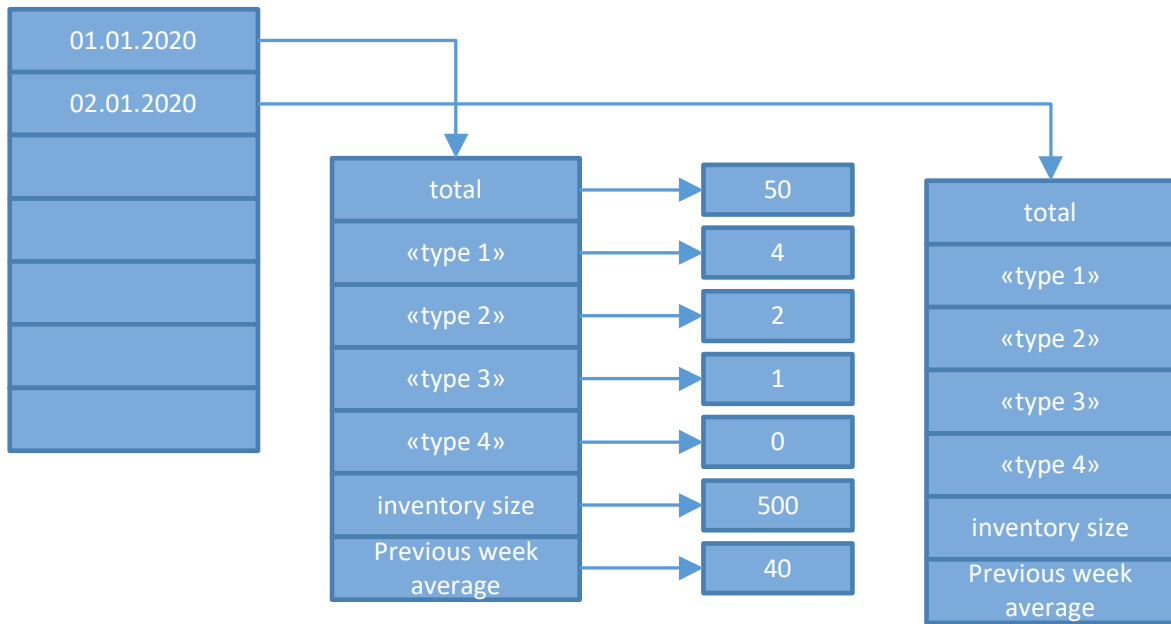 01.01.2020
02.01.2020
total
«type 1»
«type 2»
«type 3»
«type 4»
inventory size
Previous week
average
50
4
2
1
0
500
40
total
«type 1»
«type 2»
«type 3»
«type 4»
inventory size
Previous week
average